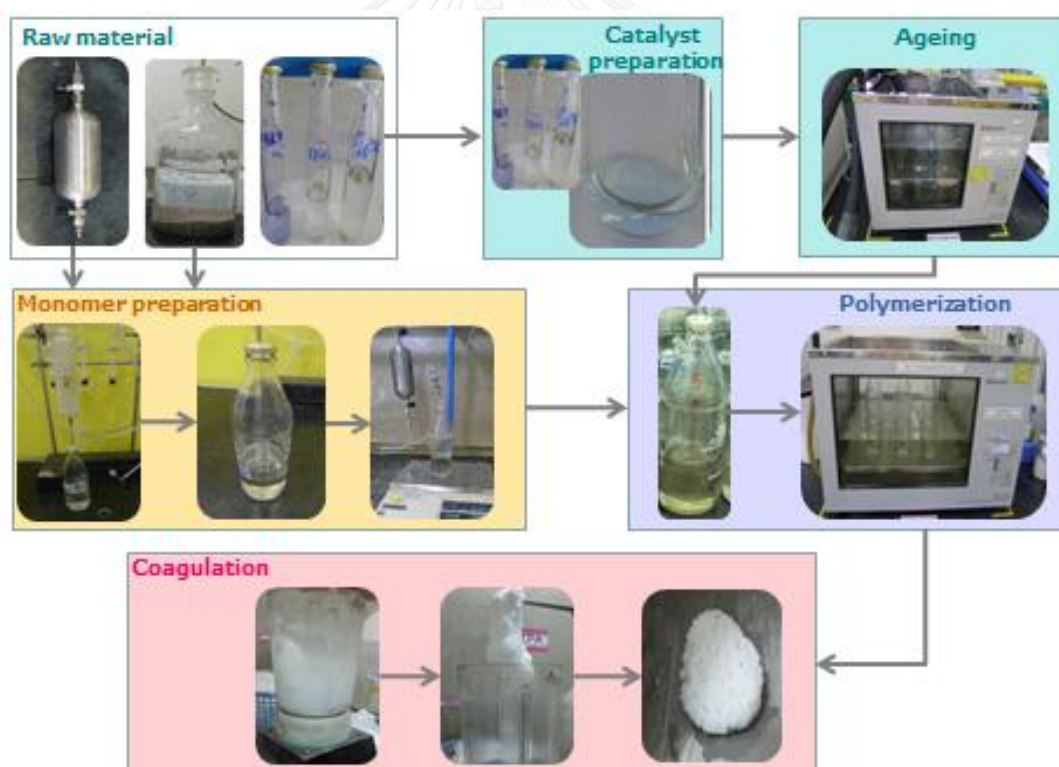 Raw material
Catalyst
preparation
Ageing
Monomer preparation
Polymerization
Coagulation